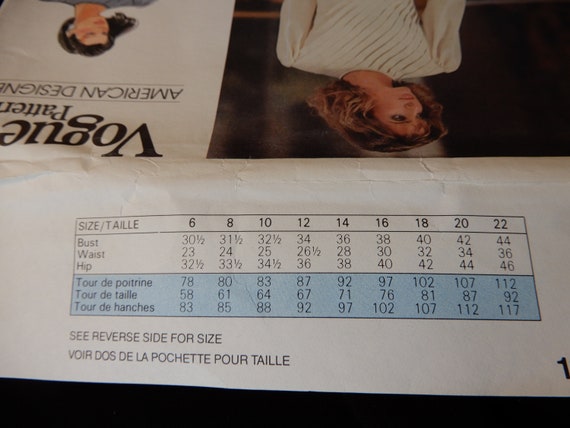 AMERICAN DESIGNE
Vogue
Patter
SIZE/TAILLE 6 8 10 12 14 16 18 20 22
Bust 30½ 31½ 32½ 34 36 38 40 42 44
Waist 23 24 25 26½ 28 30 32 34 36
Hip 32½ 33½ 34½ 36 38 40 42 44 46
Tour de poitrine 78 80 83 87 92 97 102 107 112
Tour de taille 58 61 64 67 71 76 81 87 92
Tour de hanches 83 85 88 92 97 102 107 112 117
SEE REVERSE SIDE FOR SIZE
VOIR DOS DE LA POCHETTE POUR TAILLE
1